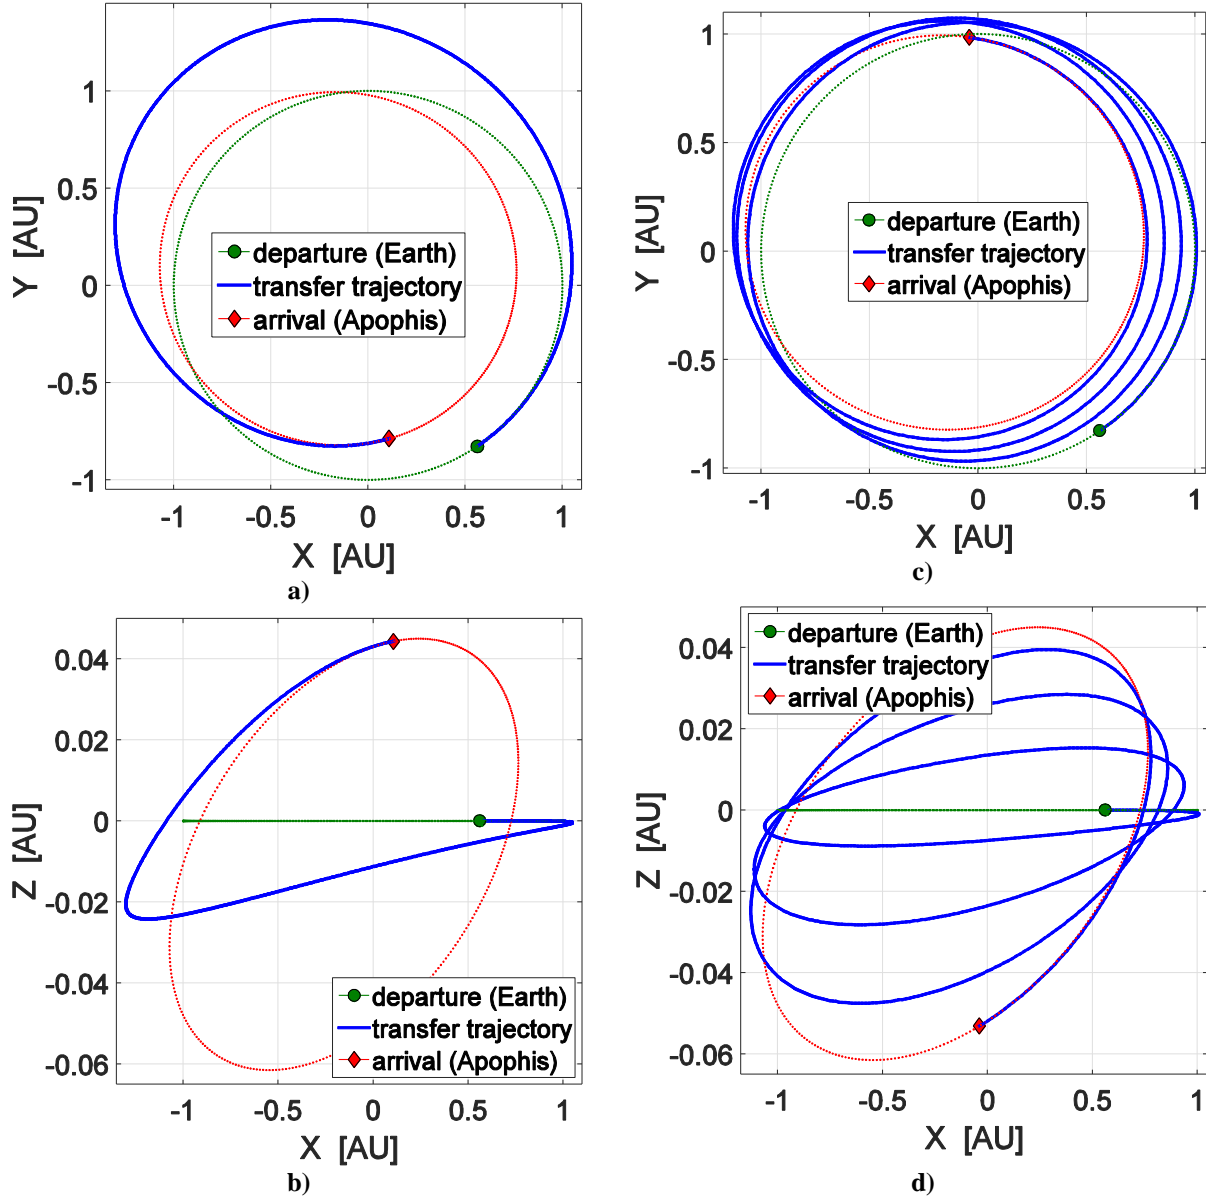 1
0.5
0
-0.5
-1
Y [AU]
departure (Earth)
transfer trajectory
arrival (Apophis)
-1 -0.5 0 0.5 1
X [AU]
a)
1
0.5
0
-0.5
-1
Y [AU]
departure (Earth)
transfer trajectory
arrival (Apophis)
-1 -0.5 0 0.5 1
X [AU]
c)
0.04
0.02
0
-0.02
-0.04
-0.06
Z [AU]
departure (Earth)
transfer trajectory
arrival (Apophis)
-1 -0.5 0 0.5 1
X [AU]
b)
departure (Earth)
transfer trajectory
arrival (Apophis)
0.04
0.02
0
-0.02
-0.04
-0.06
Z [AU]
-1 -0.5 0 0.5 1
X [AU]
d)